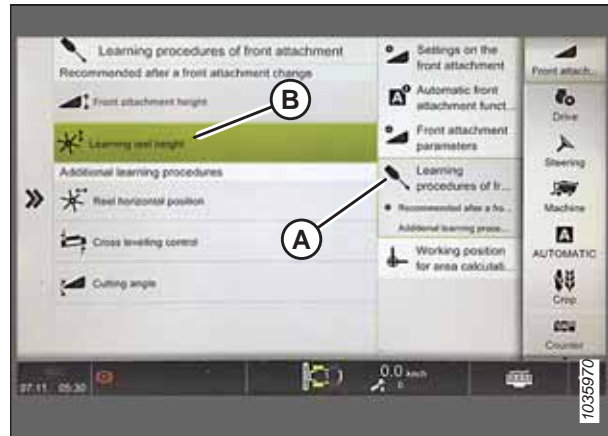 Learning procedures of front attachment
Recommended after a front attachment change
Front attachment height
Learning reel height
Additional learning procedures
Reel horizontal position
Cross levelling control
Cutting angle
B
A
Settings on the
front attachment
Automatic front
attachment funct...
Front attachment
parameters
Learning
procedures of fr...
Recommended after a fro...
Additional learning proce...
Working position
for area calculati...
Front attach...
Drive
Steering
Machine
AUTOMATIC
Crop
Counter
07.11 05:30
0.0 km/h
0
1035970